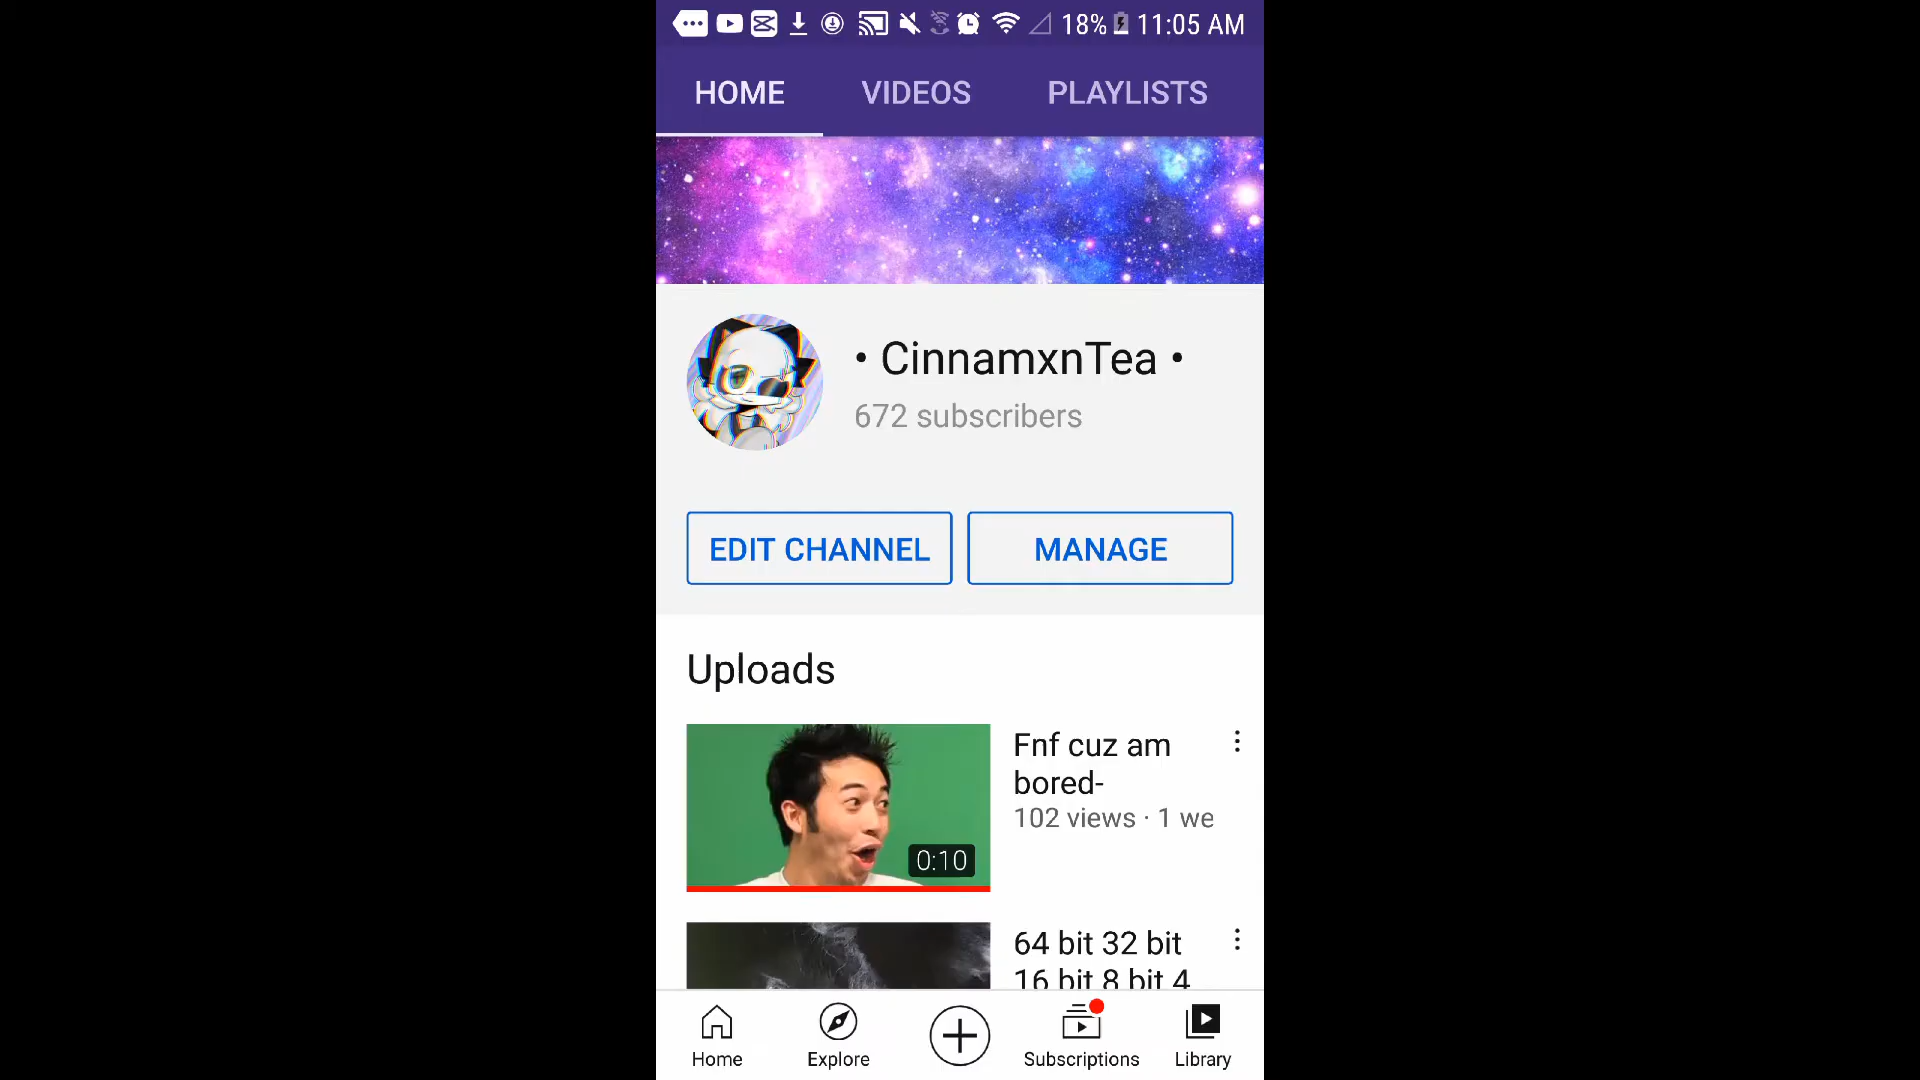 18% 11:05 AM
HOME VIDEOS PLAYLISTS
• CinnamxnTea •
672 subscribers
EDIT CHANNEL MANAGE
Uploads
Fnf cuz am
bored-
102 views · 1 we
0:10
64 bit 32 bit
16 bit 8 bit 4
Home Explore Subscriptions Library